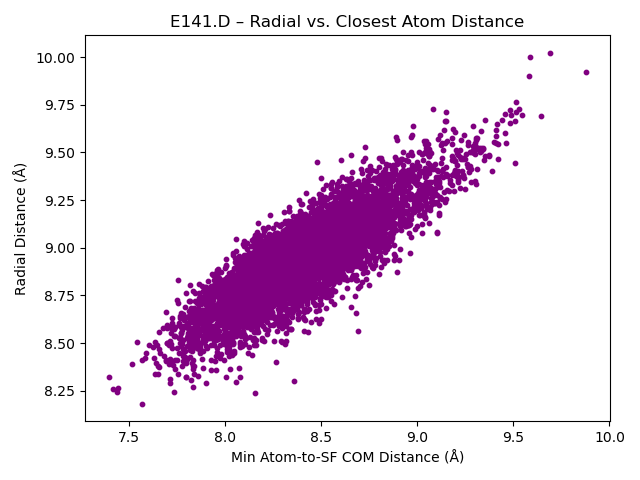 E141.D – Radial vs. Closest Atom Distance
10.00
9.75
9.50
9.25
9.00
8.75
8.50
8.25
Radial Distance (Å)
7.5 8.0 8.5 9.0 9.5 10.0
Min Atom-to-SF COM Distance (Å)